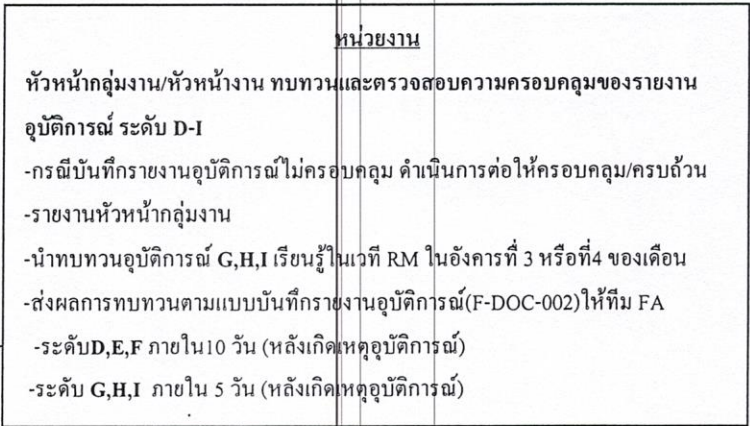 หน่วยงาน
หัวหน้ากลุ่มงาน/หัวหน้างาน ทบทวนและตรวจสอบความครอบคลุมของรายงาน
อุบัติการณ์ ระดับ D-I
-กรณีบันทึกรายงานอุบัติการณ์ไม่ครอบคลุม ดำเนินการต่อให้ครอบคลุม/ครบถ้วน
-รายงานหัวหน้ากลุ่มงาน
-นำทบทวนอุบัติการณ์ G,H,I เรียนรู้ในเวที RM ในอังคารที่ 3 หรือที่4 ของเดือน
-ส่งผลการทบทวนตามแบบบันทึกรายงานอุบัติการณ์(F-DOC-002)ให้ทีม FA
-ระดับD,E,F ภายใน10 วัน (หลังเกิดเหตุอุบัติการณ์)
-ระดับ G,H,I ภายใน 5 วัน (หลังเกิดเหตุอุบัติการณ์)